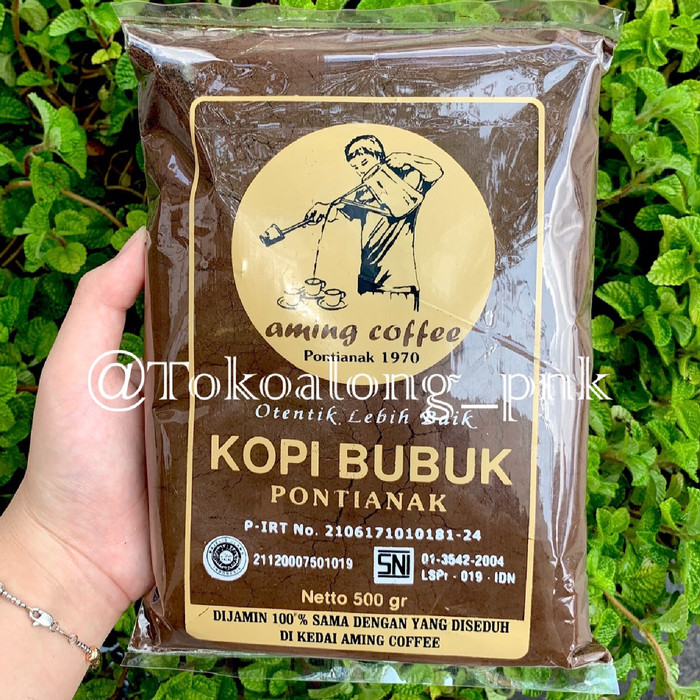 aming coffee
Pontianak 1970
@Tokoalong_pnk
Otentik Lebih Baik
KOPI BUBUK
PONTIANAK
P-IRT No. 2106171010181-24
21120007501019
SNI
01-3542-2004
LSPr - 019 - IDN
Netto 500 gr
DIJAMIN 100% SAMA DENGAN YANG DISEDUH
DI KEDAI AMING COFFEE